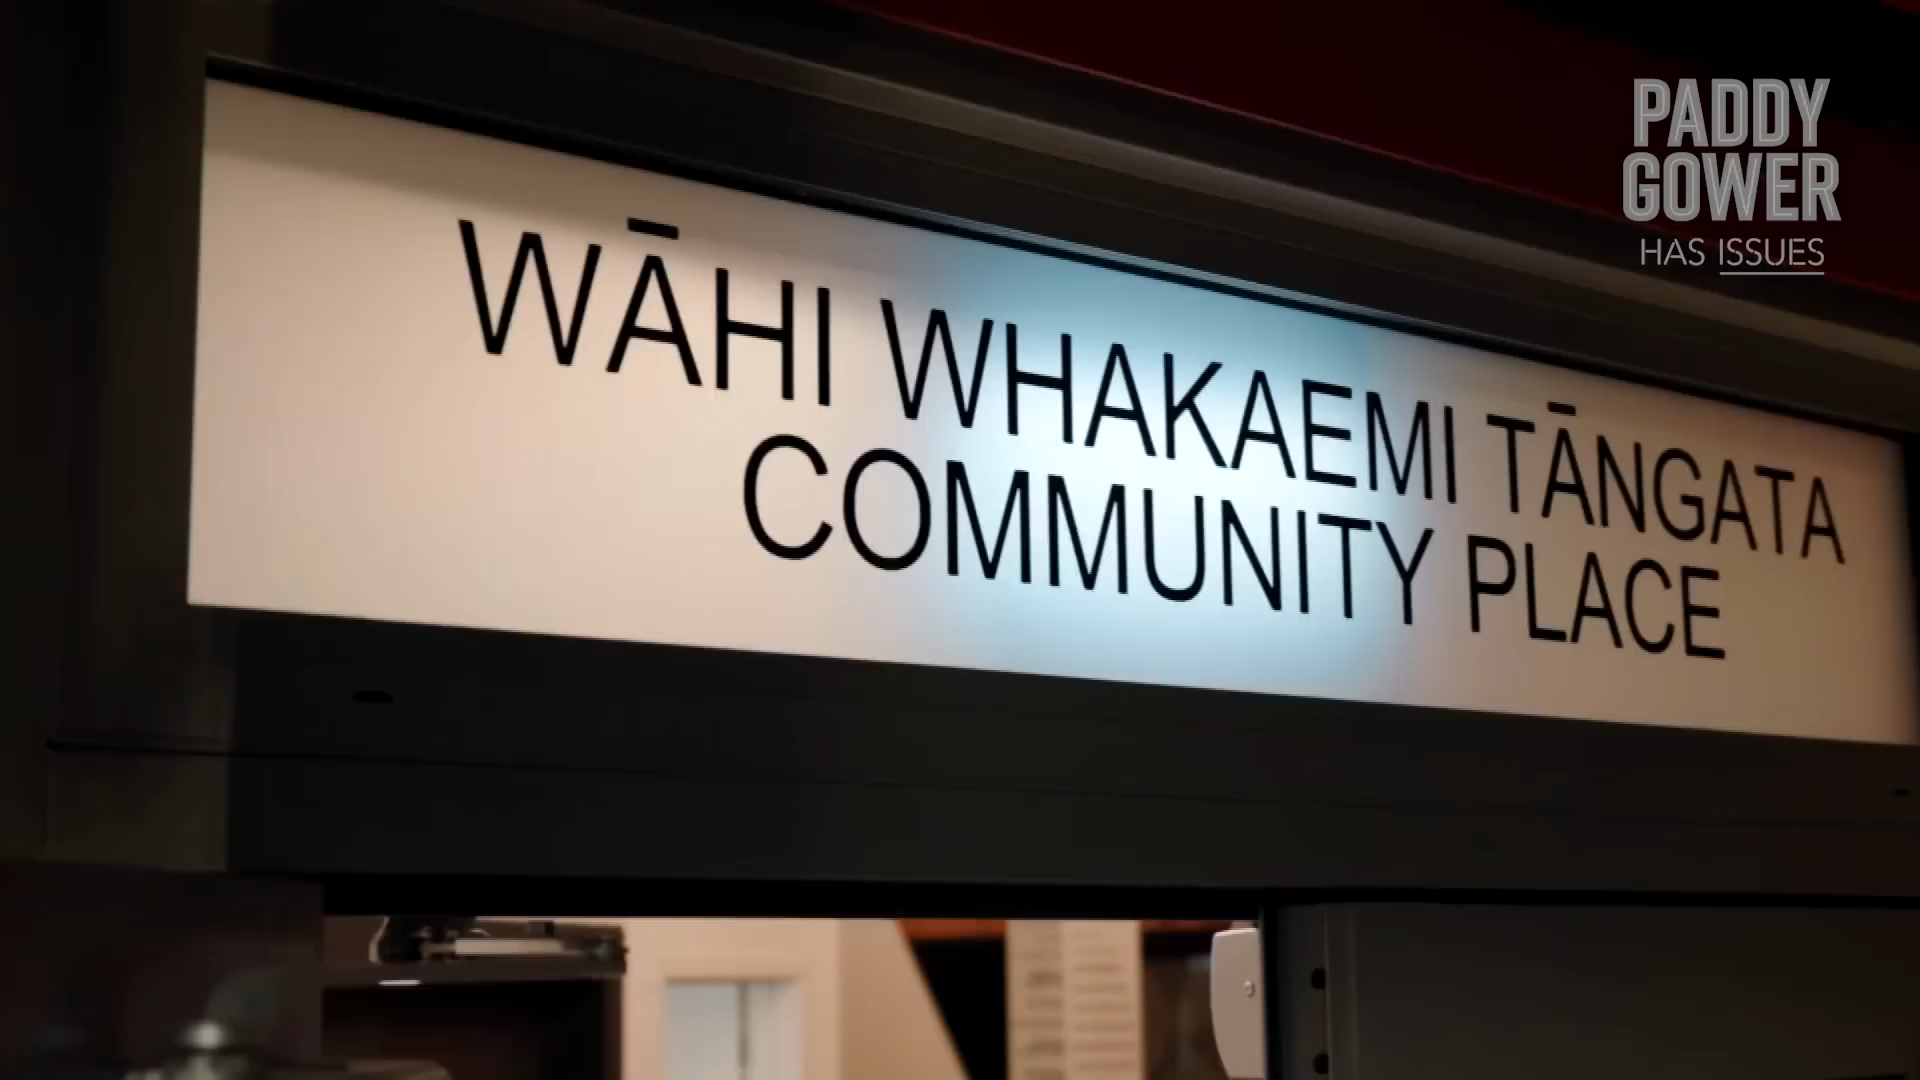 PADDY
GOWER
HAS ISSUES
WĀHI WHAKAEMI TĀNGATA
COMMUNITY PLACE